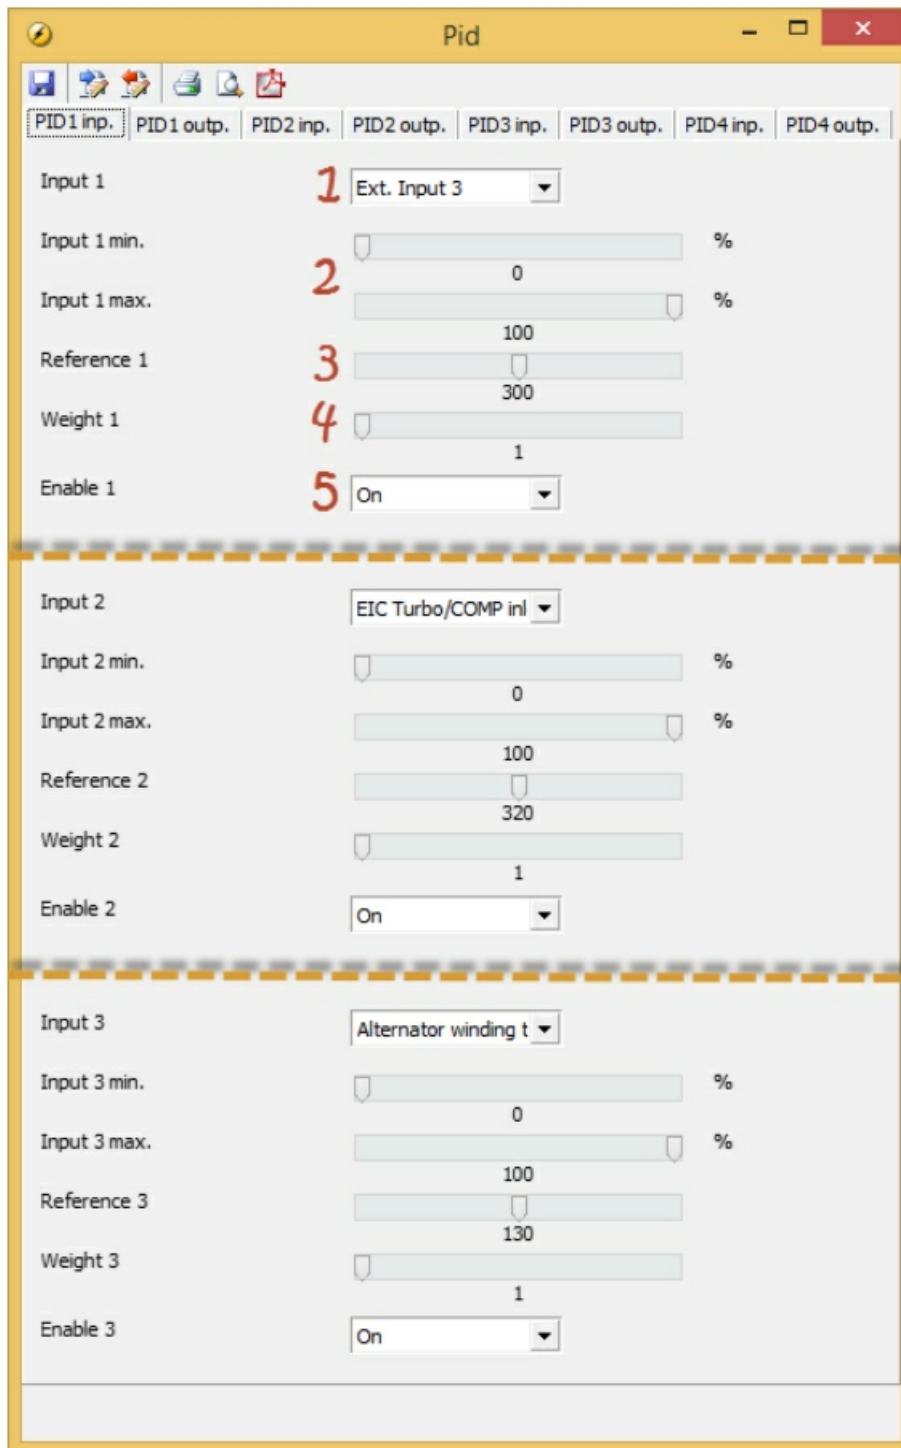 Pid
PID1 inp. PID1 outp. PID2 inp. PID2 outp. PID3 inp. PID3 outp. PID4 inp. PID4 outp.
Input 1 1 Ext. Input 3
Input 1 min. %
0
2
Input 1 max. %
100
Reference 1 3
300
Weight 1 4
1
Enable 1 5 On
Input 2 EIC Turbo/COMP inl
Input 2 min. %
0
Input 2 max. %
100
Reference 2
320
Weight 2
1
Enable 2 On
Input 3 Alternator winding t
Input 3 min. %
0
Input 3 max. %
100
Reference 3
130
Weight 3
1
Enable 3 On